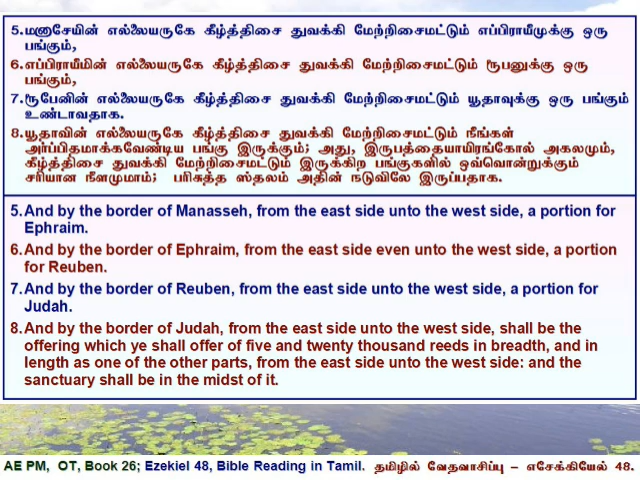 5. மனாசேயின் எல்லையருகே கீழ்த்திசை துவக்கி மேற்றிசைமட்டும் எப்பிராயீமுக்கு ஒரு
பங்கும்,
6. எப்பிராயீமின் எல்லையருகே கீழ்த்திசை துவக்கி மேற்றிசைமட்டும் ரூபனுக்கு ஒரு
பங்கும்,
7. ரூபேனின் எல்லையருகே கீழ்த்திசை துவக்கி மேற்றிசைமட்டும் யூதாவுக்கு ஒரு பங்கும்
உண்டாவதாக.
8. யூதாவின் எல்லையருகே கீழ்த்திசை துவக்கி மேற்றிசைமட்டும் நீங்கள்
அர்ப்பிதமாக்கவேண்டிய பங்கு இருக்கும்; அது, இருபத்தையாயிரங்கோல் அகலமும்,
கீழ்த்திசை துவக்கி மேற்றிசைமட்டும் இருக்கிற பங்குகளில் ஒவ்வொன்றுக்கும்
சரியான நீளமுமாம்; பரிசுத்த ஸ்தலம் அதின் நடுவிலே இருப்பதாக.
5. And by the border of Manasseh, from the east side unto the west side, a portion for
Ephraim.
6. And by the border of Ephraim, from the east side even unto the west side, a portion
for Reuben.
7. And by the border of Reuben, from the east side unto the west side, a portion for
Judah.
8. And by the border of Judah, from the east side unto the west side, shall be the
offering which ye shall offer of five and twenty thousand reeds in breadth, and in
length as one of the other parts, from the east side unto the west side: and the
sanctuary shall be in the midst of it.
AE PM, OT, Book 26; Ezekiel 48, Bible Reading in Tamil. தமிழில் வேதவாசிப்பு – எசேக்கியேல் 48.